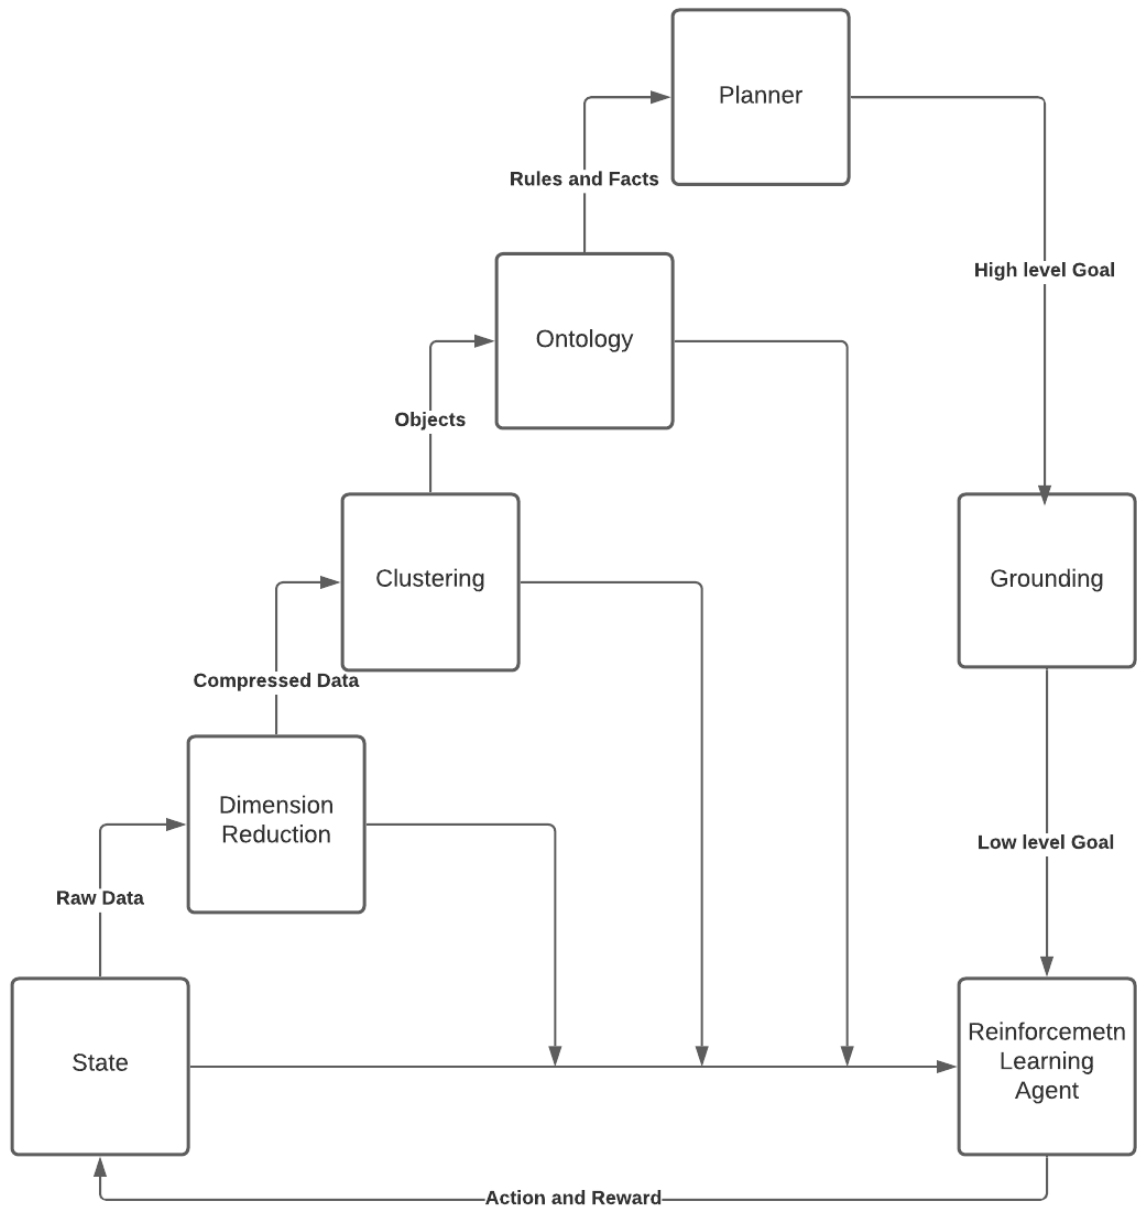 Planner
Rules and Facts
High level Goal
Ontology
Objects
Clustering
Grounding
Compressed Data
Dimension
Reduction
Low level Goal
Raw Data
State
Reinforcemetn
Learning
Agent
Action and Reward